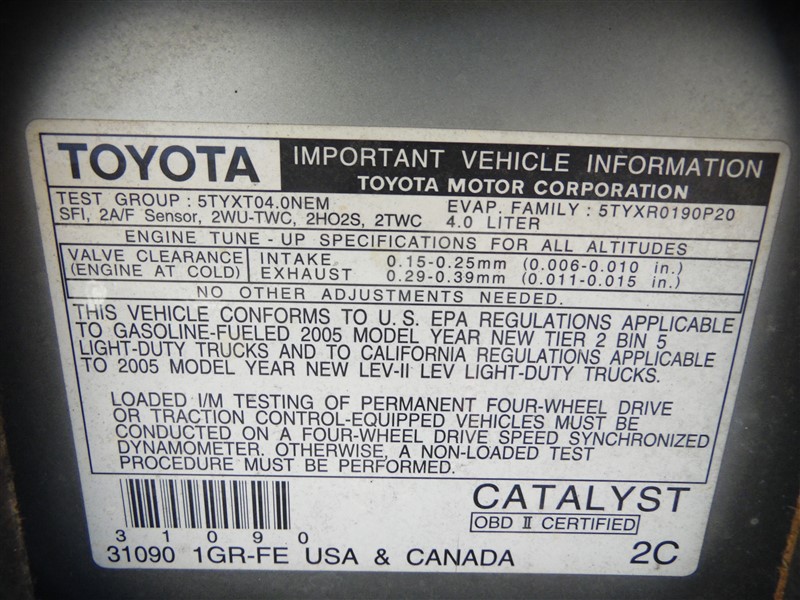 TOYOTA IMPORTANT VEHICLE INFORMATION
TOYOTA MOTOR CORPORATION
TEST GROUP : 5TYXT04.0NEM EVAP. FAMILY : 5TYXR0190P20
SFI, 2A/F Sensor, 2WU-TWC, 2HO2S, 2TWC 4.0 LITER
ENGINE TUNE - UP SPECIFICATIONS FOR ALL ALTITUDES
VALVE CLEARANCE INTAKE 0.15-0.25mm (0.006-0.010 in.)
(ENGINE AT COLD) EXHAUST 0.29-0.39mm (0.011-0.015 in.)
NO OTHER ADJUSTMENTS NEEDED.
THIS VEHICLE CONFORMS TO U.S. EPA REGULATIONS APPLICABLE
TO GASOLINE-FUELED 2005 MODEL YEAR NEW TIER 2 BIN 5
LIGHT-DUTY TRUCKS AND TO CALIFORNIA REGULATIONS APPLICABLE
TO 2005 MODEL YEAR NEW LEV-II LEV LIGHT-DUTY TRUCKS.
LOADED I/M TESTING OF PERMANENT FOUR-WHEEL DRIVE
OR TRACTION CONTROL-EQUIPPED VEHICLES MUST BE
CONDUCTED ON A FOUR-WHEEL DRIVE SPEED SYNCHRONIZED
DYNAMOMETER. OTHERWISE, A NON-LOADED TEST
PROCEDURE MUST BE PERFORMED.
CATALYST
OBD II CERTIFIED
3 1 0 9 0
31090 1GR-FE USA & CANADA 2C